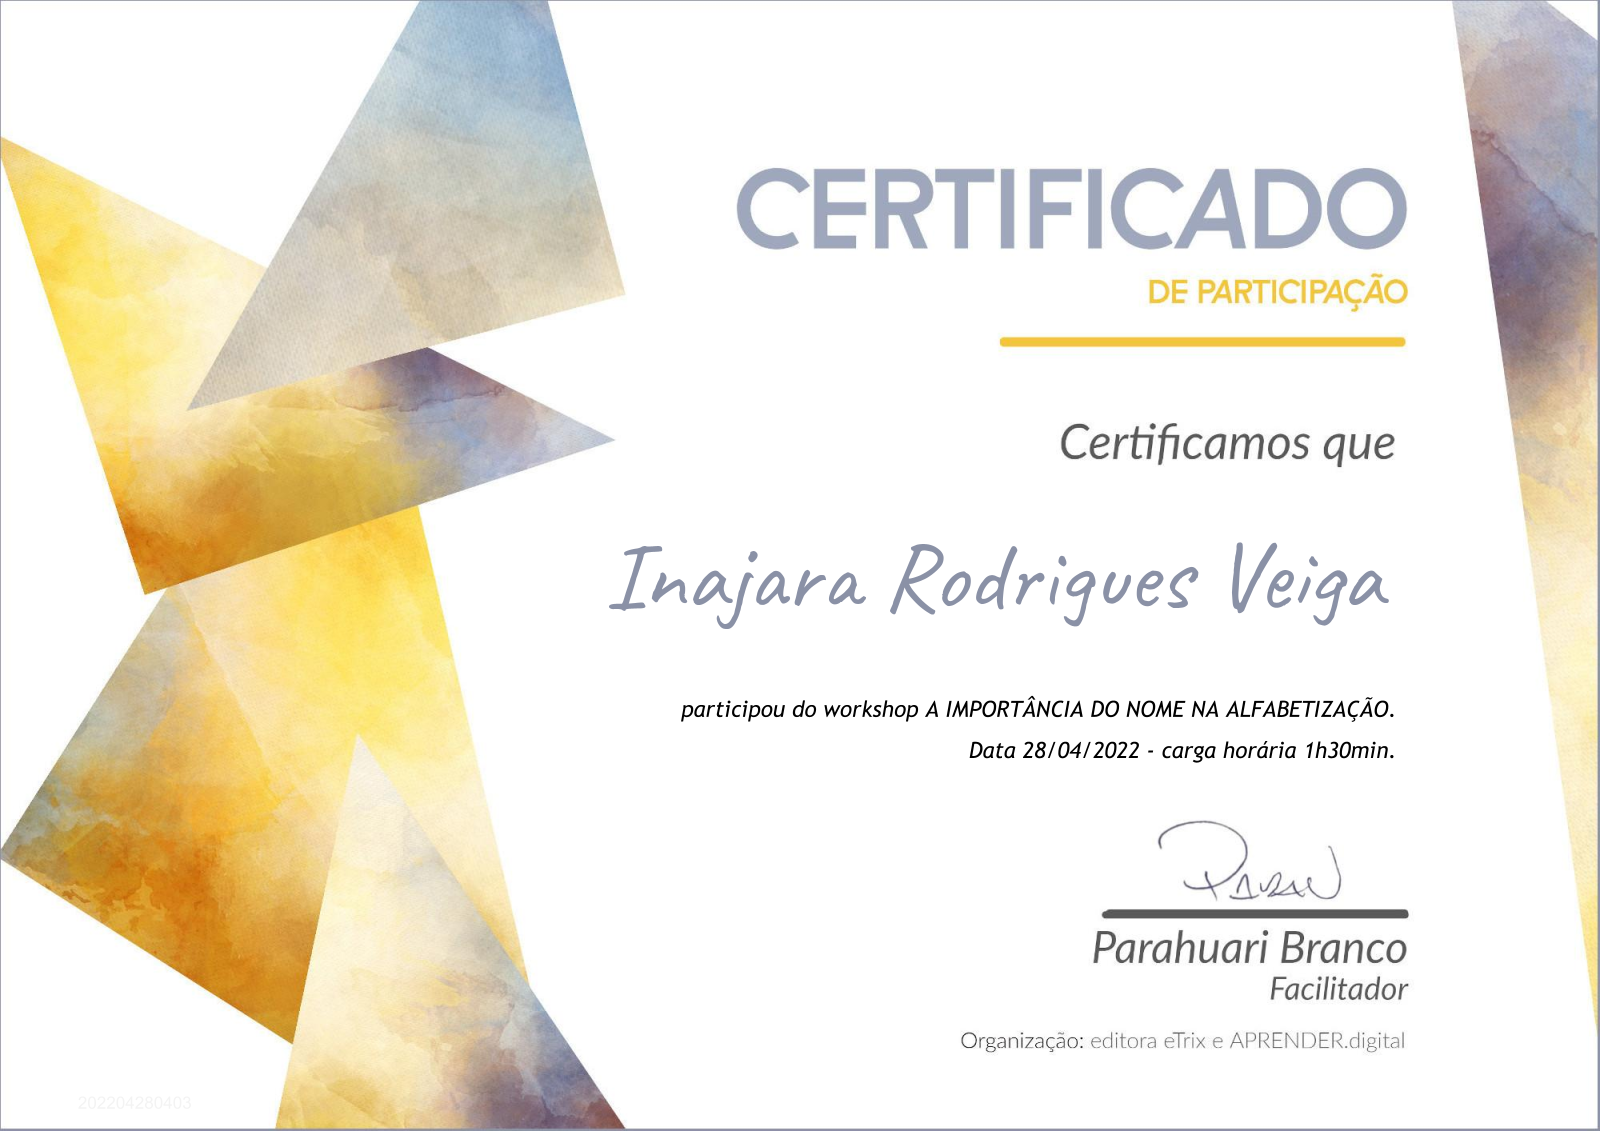 CERTIFICADO
DE PARTICIPAÇÃO
Certificamos que
Inajara Rodrigues Veiga
participou do workshop A IMPORTÂNCIA DO NOME NA ALFABETIZAÇÃO.
Data 28/04/2022 - carga horária 1h30min.
Parahuari Branco
Facilitador
Organização: editora eTrix e APRENDER.digital
202204280403